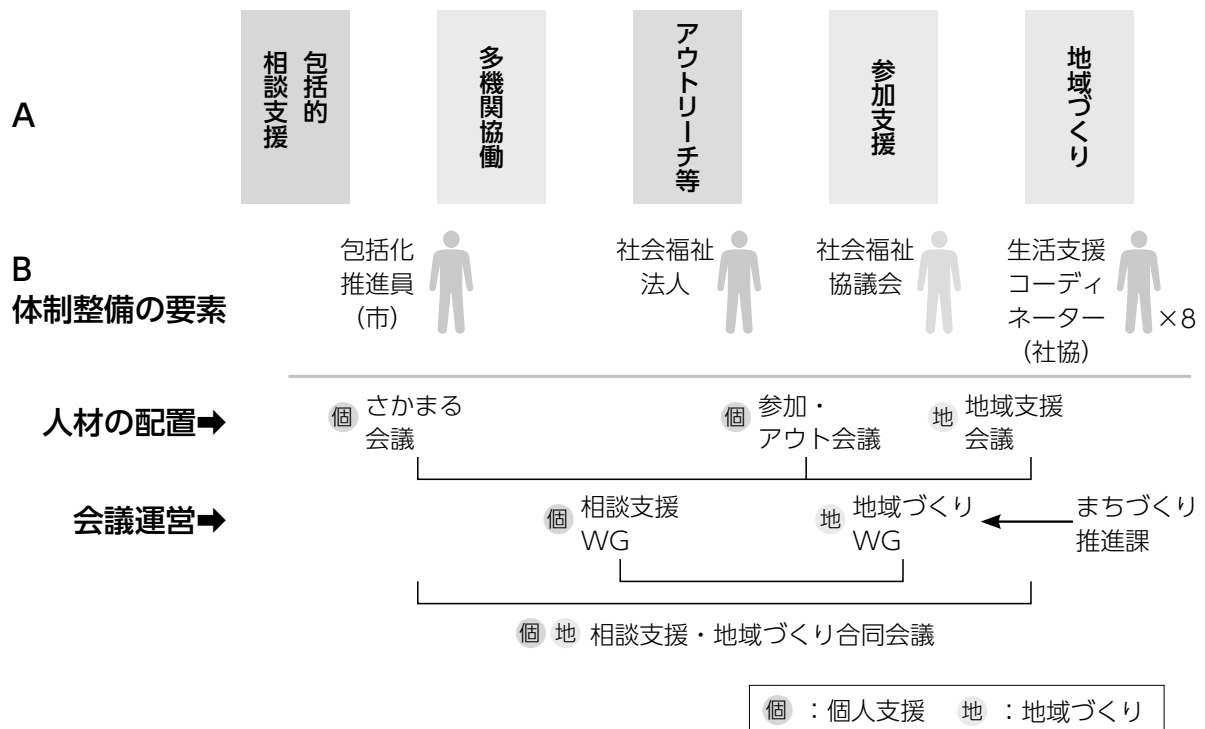 A
包括的
相談支援
多機関協働
アウトリーチ等
参加支援
地域づくり
B
体制整備の要素
包括化
推進員
（市）
社会福祉
法人
社会福祉
協議会
生活支援
コーディ
ネーター
（社協）
×8
人材の配置➡
個 さかまる
会議
個 参加・
アウト会議
地 地域支援
会議
会議運営➡
個 相談支援
WG
地 地域づくり
WG
まちづくり
推進課
個 地 相談支援・地域づくり合同会議
個 ：個人支援 地 ：地域づくり